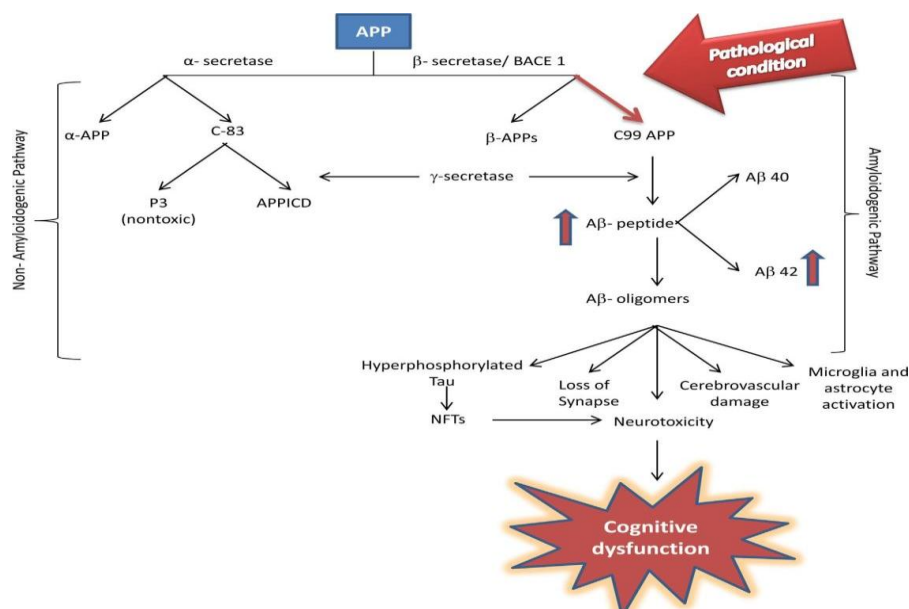 APP
α- secretase
β- secretase/ BACE 1
Pathological
condition
α-APP
C-83
β-APPs
C99 APP
γ-secretase
Aβ 40
P3
(nontoxic)
APPICD
Aβ- peptide
Aβ 42
Aβ- oligomers
Non- Amyloidogenic Pathway
Amyloidogenic Pathway
Hyperphosphorylated
Tau
Loss of
Synapse
Cerebrovascular
damage
Microglia and
astrocyte
activation
NFTs
Neurotoxicity
Cognitive
dysfunction